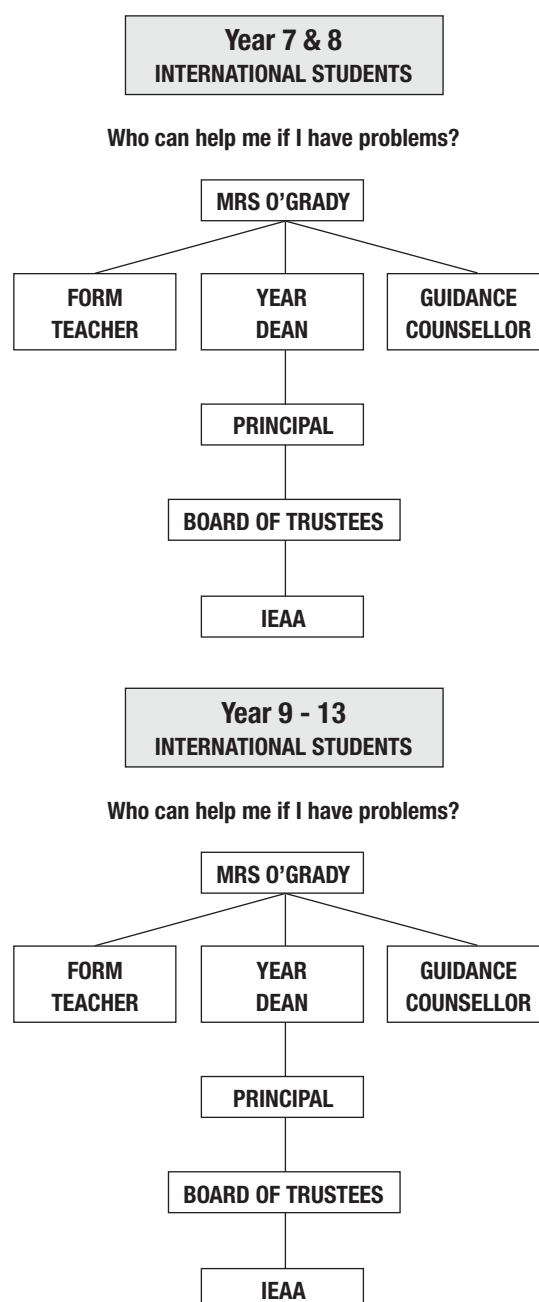 Year 7 & 8
INTERNATIONAL STUDENTS
Who can help me if I have problems?
MRS O'GRADY
FORM
TEACHER
YEAR
DEAN
GUIDANCE
COUNSELLOR
PRINCIPAL
BOARD OF TRUSTEES
IEAA
Year 9 - 13
INTERNATIONAL STUDENTS
Who can help me if I have problems?
MRS O'GRADY
FORM
TEACHER
YEAR
DEAN
GUIDANCE
COUNSELLOR
PRINCIPAL
BOARD OF TRUSTEES
IEAA